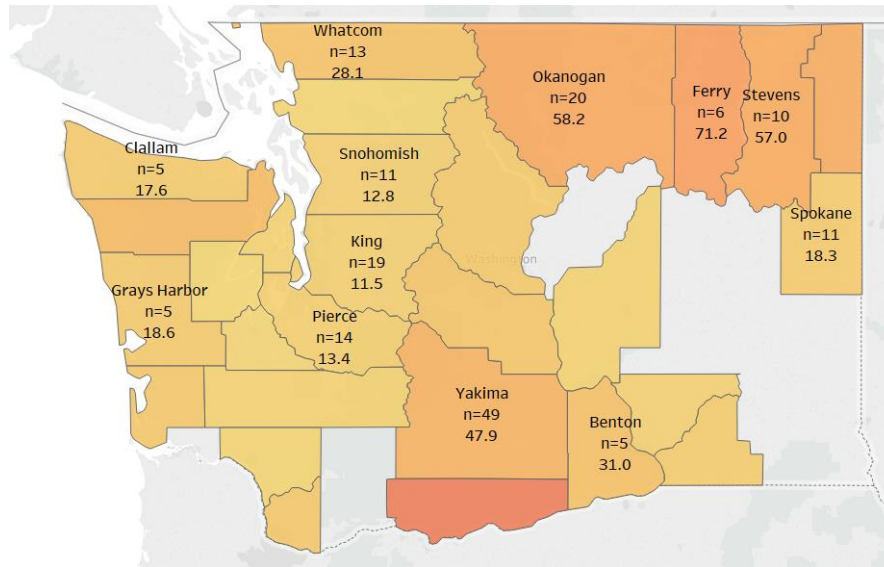 Whatcom
n=13
28.1
Okanogan
n=20
58.2
Ferry
n=6
71.2
Stevens
n=10
57.0
Clallam
n=5
17.6
Snohomish
n=11
12.8
Spokane
n=11
18.3
King
n=19
11.5
Washington
Grays Harbor
n=5
18.6
Pierce
n=14
13.4
Yakima
n=49
47.9
Benton
n=5
31.0